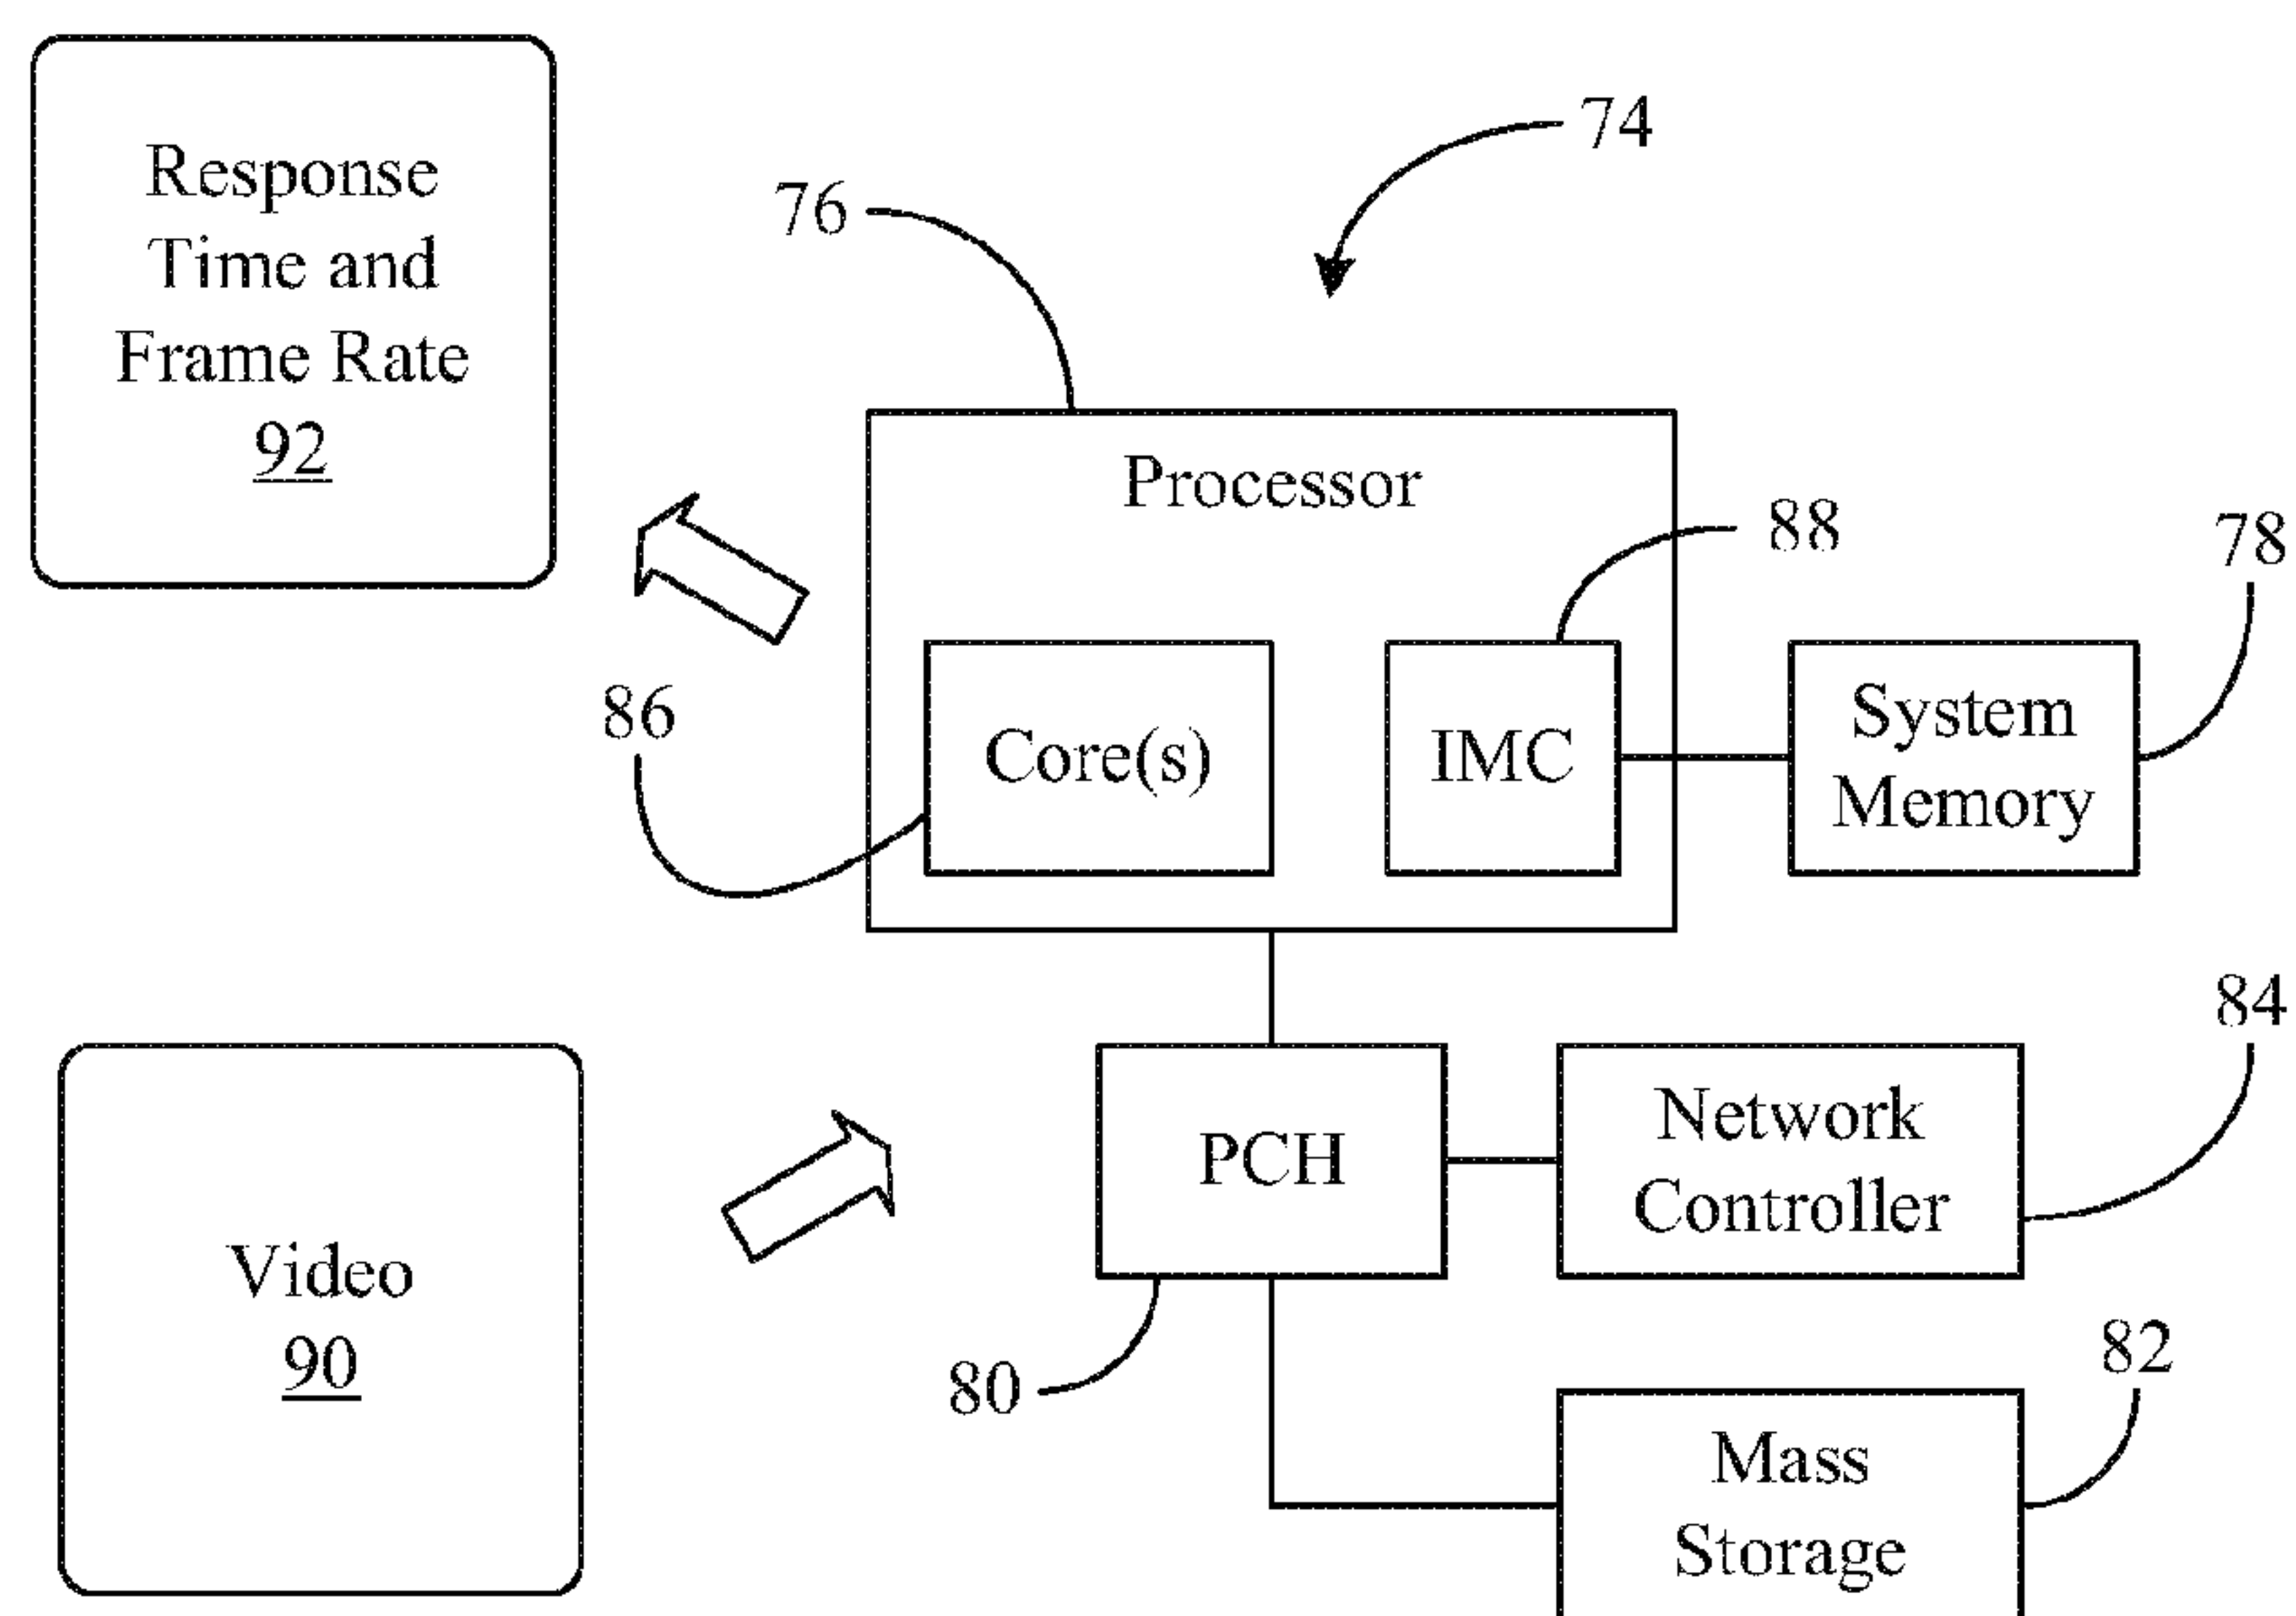 Response
Time and
Frame Rate
92
74
76
Processor
88
78
86
Core(s)
IMC
System
Memory
84
Video
90
PCH
Network
Controller
80
82
Mass
Storage